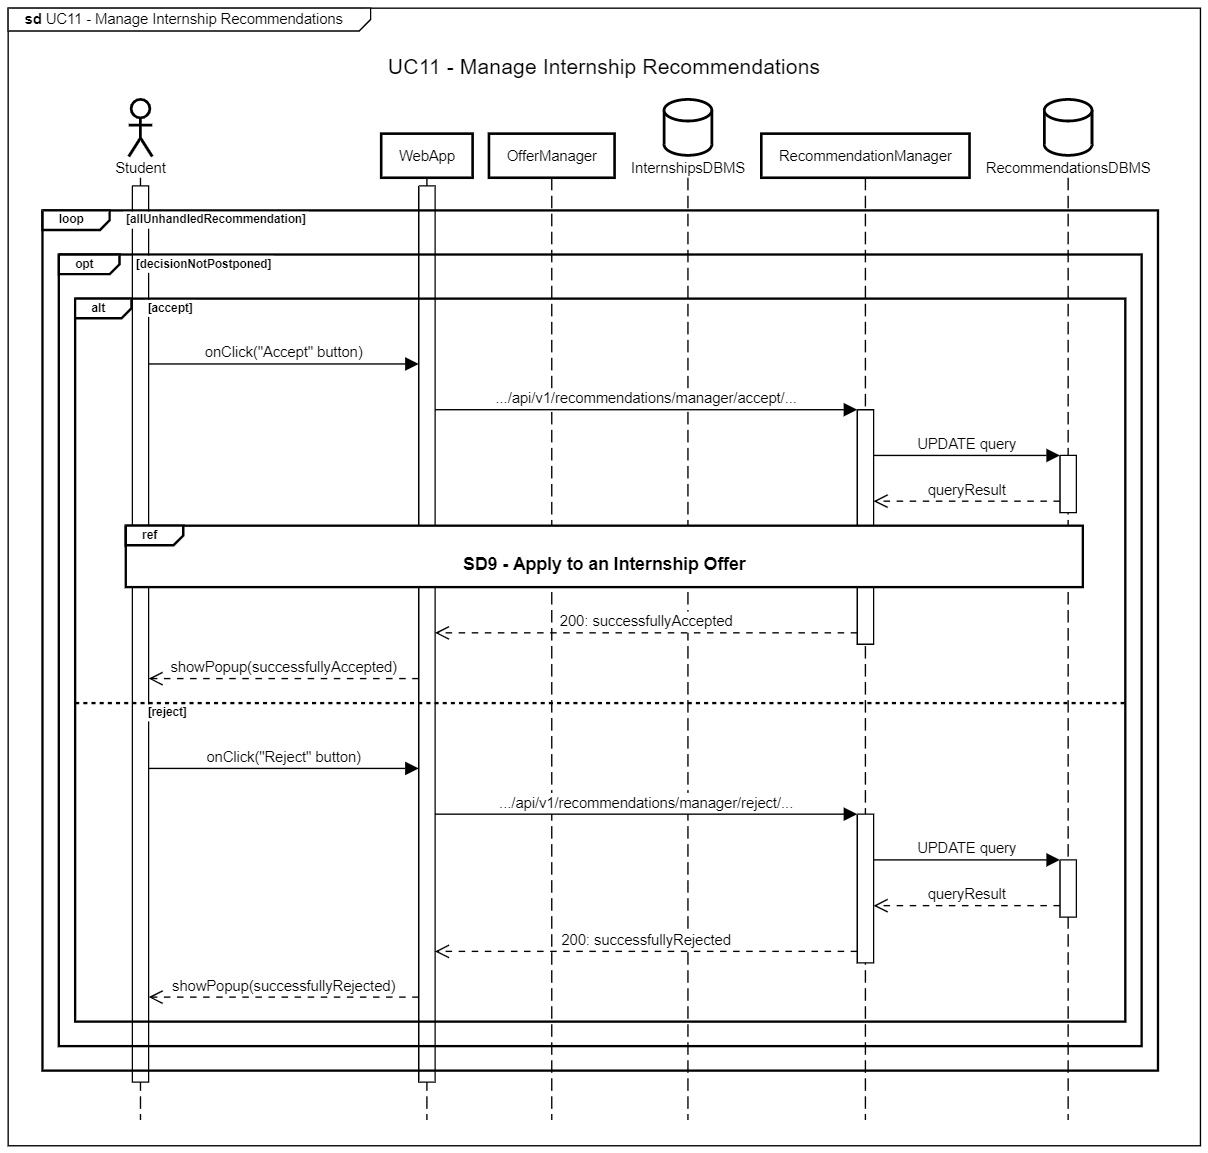 sd UC11 - Manage Internship Recommendations
UC11 - Manage Internship Recommendations
Student
WebApp
OfferManager
InternshipsDBMS
RecommendationManager
RecommendationsDBMS
loop
[allUnhandledRecommendation]
opt
[decisionNotPostponed]
alt
[accept]
onClick("Accept" button)
.../api/v1/recommendations/manager/accept/...
UPDATE query
queryResult
ref
SD9 - Apply to an Internship Offer
200: successfullyAccepted
showPopup(successfullyAccepted)
[reject]
onClick("Reject" button)
.../api/v1/recommendations/manager/reject/...
UPDATE query
queryResult
200: successfullyRejected
showPopup(successfullyRejected)